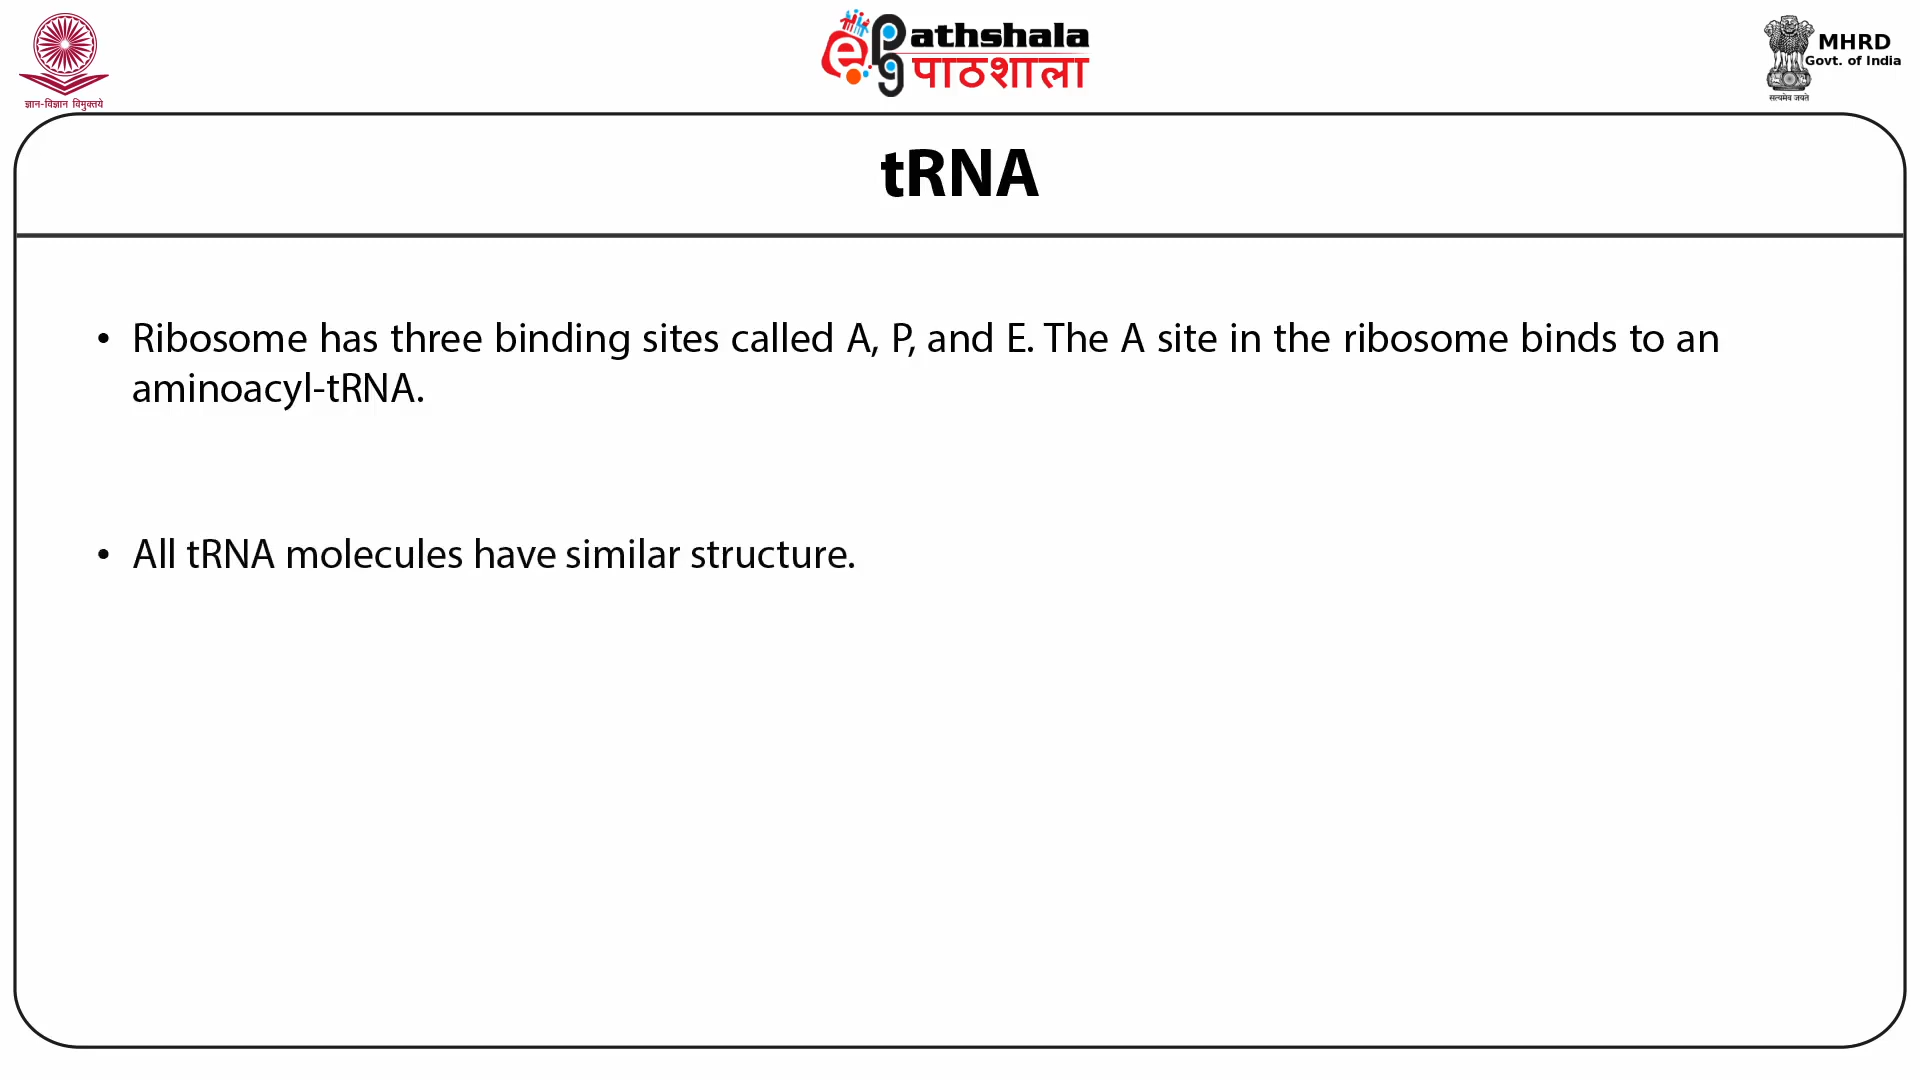 ज्ञान-विज्ञान विमुक्तये
ePg athshala
पाठशाला
MHRD
Govt. of India
सत्यमेव जयते
tRNA
• Ribosome has three binding sites called A, P, and E. The A site in the ribosome binds to an
aminoacyl-tRNA.
• All tRNA molecules have similar structure.